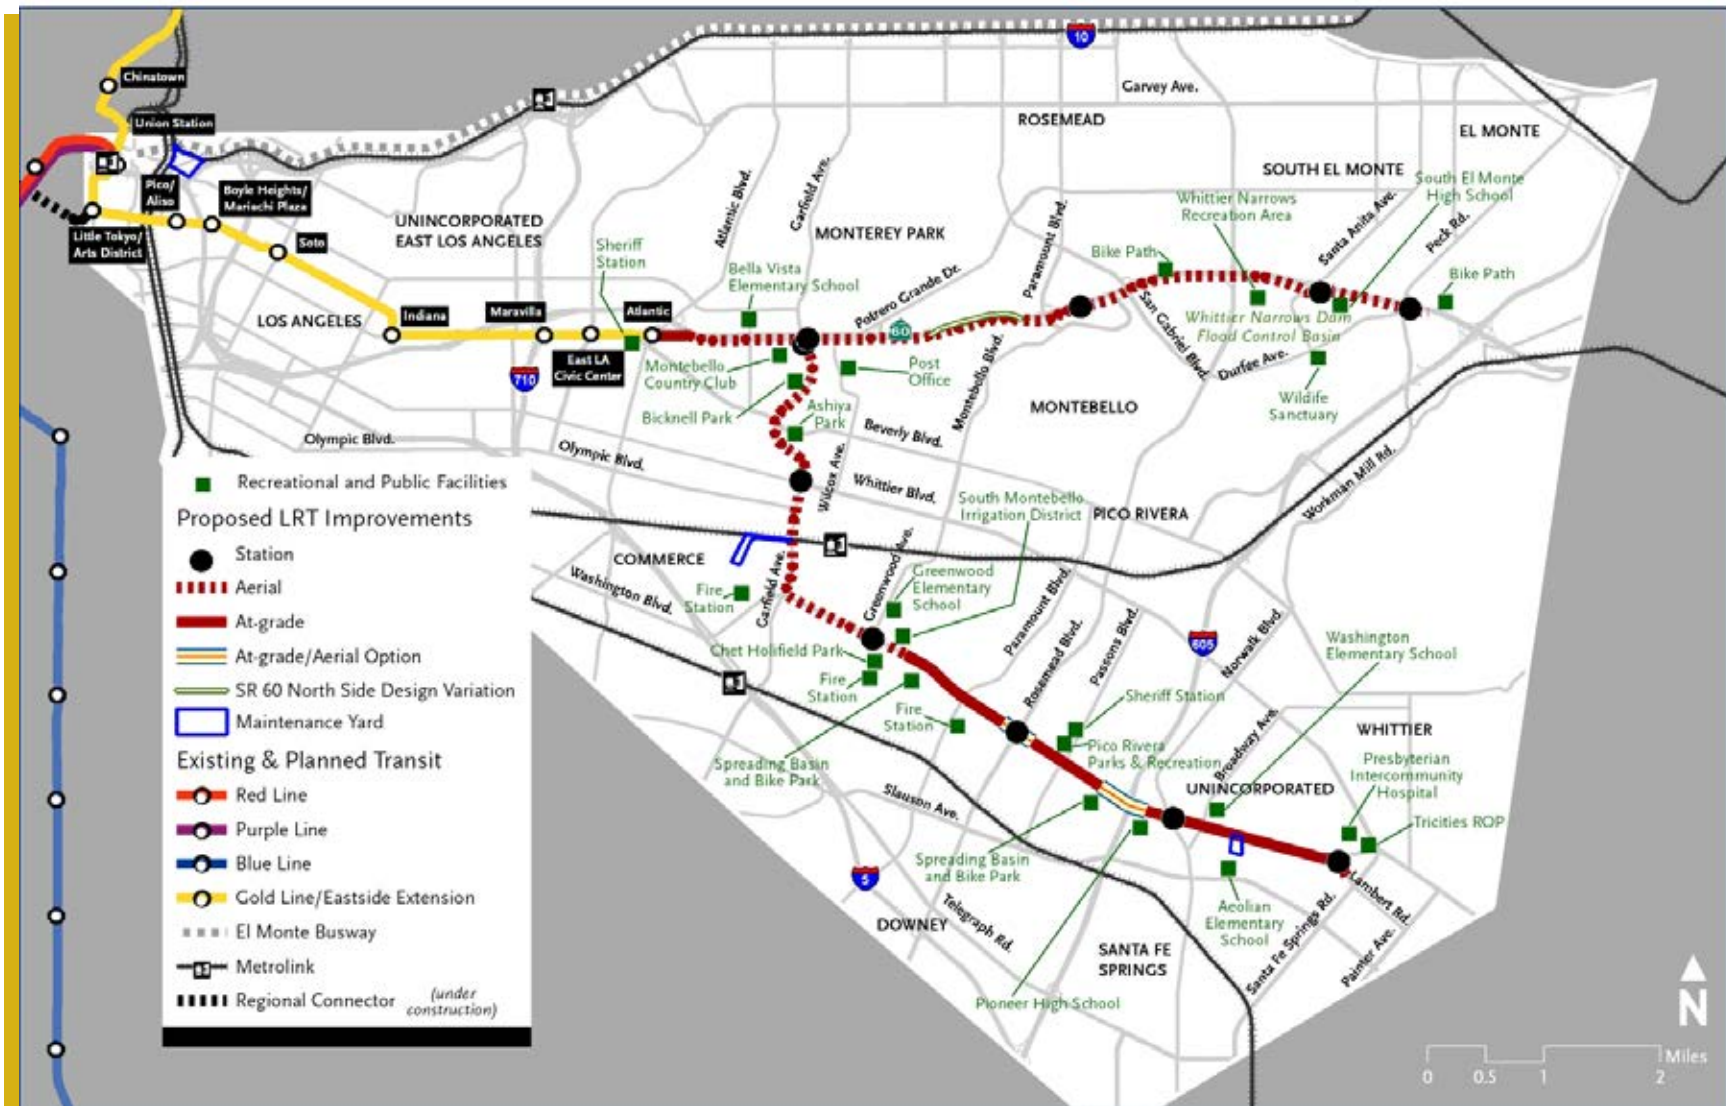 10
Chinatown
Garvey Ave.
ROSEMEAD
Union Station
EL MONTE
SOUTH EL MONTE
Pico/
Aliso
Boyle Heights/
Mariachi Plaza
Little Tokyo/
Arts District
Soto
UNINCORPORATED
EAST LOS ANGELES
Sheriff
Station
Atlantic Blvd.
Garfield Ave.
MONTEREY PARK
Paramount Blvd.
Whittier Narrows
Recreation Area
South El Monte
High School
Santa Anita Ave.
Peck Rd.
Bike Path
Bike Path
Bella Vista
Elementary School
Potrero Grande Dr.
LOS ANGELES
Indiana
Maravilla
Atlantic
East LA
Civic Center
710
60
San Gabriel Blvd.
Whittier Narrows Dam
Flood Control Basin
Durfee Ave.
Wildife
Sanctuary
Montebello
Country Club
Post
Office
Montebello Blvd.
MONTEBELLO
Bicknell Park
Ashiya
Park
Beverly Blvd.
Olympic Blvd.
Olympic Blvd.
Wilcox Ave.
Whittier Blvd.
South Montebello
Irrigation District
PICO RIVERA
Workman Mill Rd.
COMMERCE
Washington Blvd.
Fire
Station
Garfield Ave.
Greenwood Ave.
Greenwood
Elementary
School
Paramount Blvd.
Rosemead Blvd.
Passons Blvd.
605
Norwalk Blvd.
Washington
Elementary School
Chet Holifield Park
Fire
Station
Fire
Station
Sheriff Station
Pico Rivera
Parks & Recreation
Broadway Ave.
WHITTIER
Presbyterian
Intercommunity
Hospital
Spreading Basin
and Bike Park
Slauson Ave.
UNINCORPORATED
Tricities ROP
Spreading Basin
and Bike Park
5
DOWNEY
Telegraph Rd.
Aeolian
Elementary
School
Lambert Rd.
Santa Fe Springs Rd.
Painter Ave.
SANTA FE
SPRINGS
Pioneer High School
Recreational and Public Facilities
Proposed LRT Improvements
Station
Aerial
At-grade
At-grade/Aerial Option
SR 60 North Side Design Variation
Maintenance Yard
Existing & Planned Transit
Red Line
Purple Line
Blue Line
Gold Line/Eastside Extension
El Monte Busway
Metrolink
Regional Connector (under
construction)
N
Miles
0 0.5 1 2